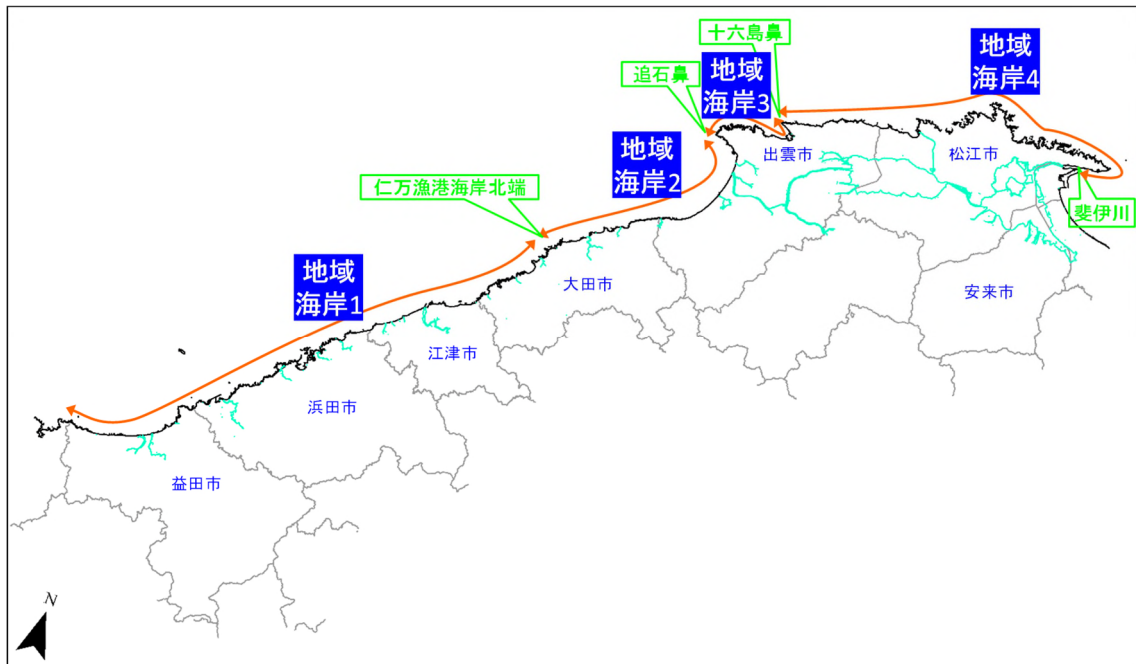 十六島鼻
地域
海岸4
追石鼻
地域
海岸3
出雲市
松江市
地域
海岸2
仁万漁港海岸北端
斐伊川
地域
海岸1
大田市
安来市
江津市
浜田市
益田市
N